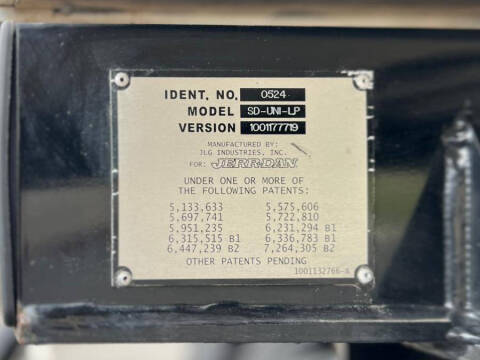 IDENT. NO. 0524
MODEL SD-UNI-LP
VERSION 1001177719
MANUFACTURED BY:
JLG INDUSTRIES, INC.
FOR: JERR-DAN
UNDER ONE OR MORE OF
THE FOLLOWING PATENTS:
5,133,633 5,575,606
5,697,741 5,722,810
5,951,235 6,231,294 B1
6,315,515 B1 6,336,783 B1
6,447,239 B2 7,264,305 B2
OTHER PATENTS PENDING
1001132766-A